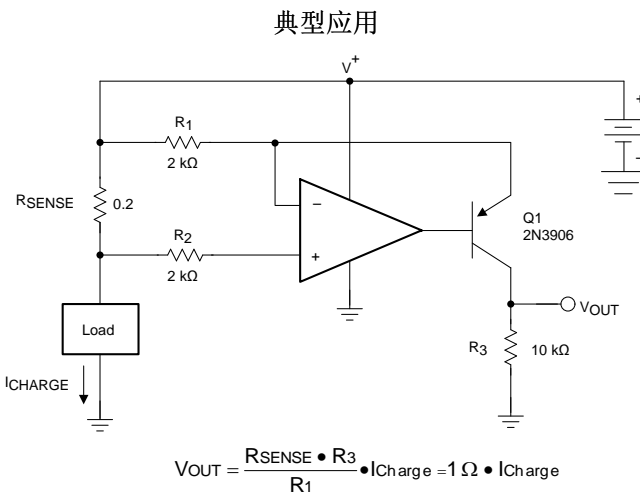 典型应用
V+
+
R1
2 kΩ
−
RSENSE
0.2
−
Q1
2N3906
R2
2 kΩ
+
Load
VOUT
R3
10 kΩ
ICHARGE
VOUT = RSENSE • R3 / R1 •ICharge = 1 Ω • ICharge